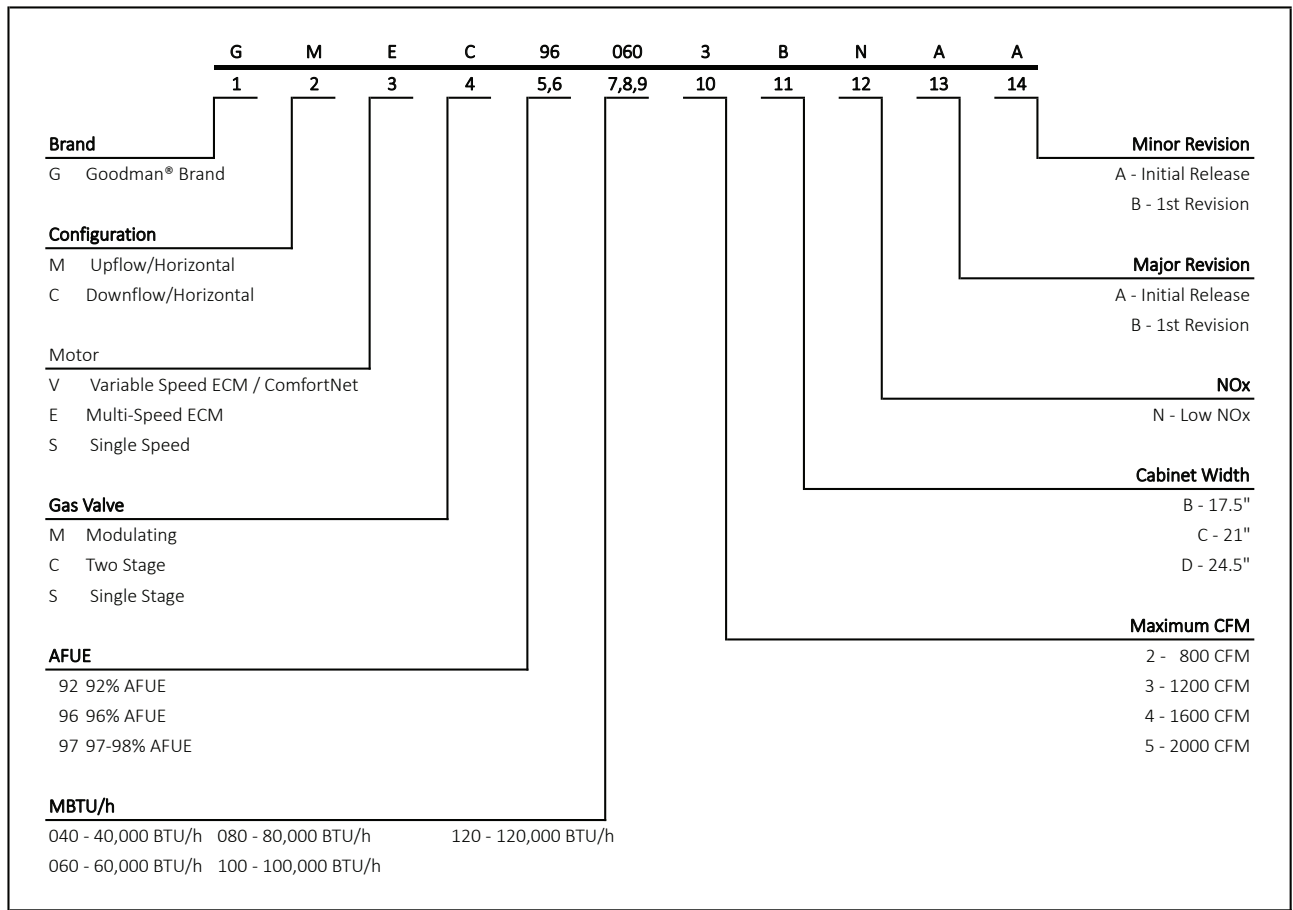 G M E C 96 060 3 B N A A
1 2 3 4 5,6 7,8,9 10 11 12 13 14
Brand
G Goodman® Brand
Configuration
M Upflow/Horizontal
C Downflow/Horizontal
Motor
V Variable Speed ECM / ComfortNet
E Multi-Speed ECM
S Single Speed
Gas Valve
M Modulating
C Two Stage
S Single Stage
AFUE
92 92% AFUE
96 96% AFUE
97 97-98% AFUE
MBTU/h
040 - 40,000 BTU/h 080 - 80,000 BTU/h 120 - 120,000 BTU/h
060 - 60,000 BTU/h 100 - 100,000 BTU/h
Minor Revision
A - Initial Release
B - 1st Revision
Major Revision
A - Initial Release
B - 1st Revision
NOx
N - Low NOx
Cabinet Width
B - 17.5"
C - 21"
D - 24.5"
Maximum CFM
2 - 800 CFM
3 - 1200 CFM
4 - 1600 CFM
5 - 2000 CFM